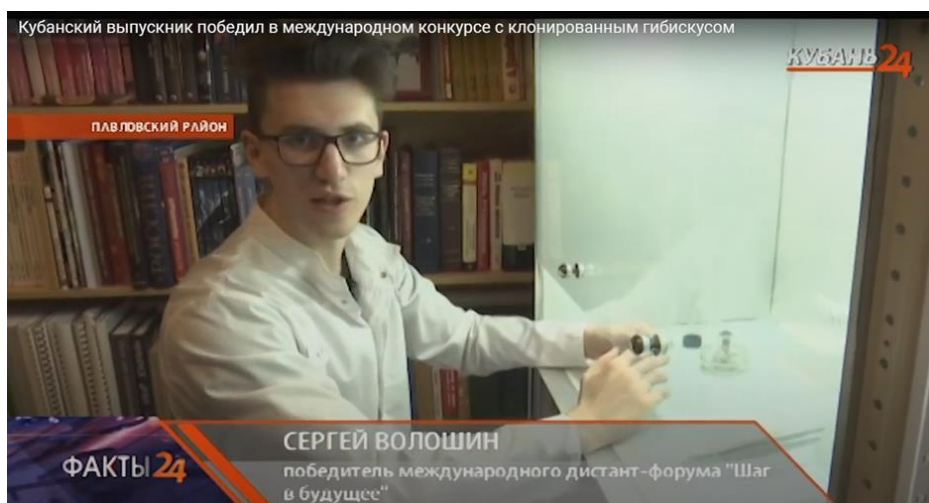 Кубанский выпускник победил в международном конкурсе с клонированным гибискусом
КУБАНЬ 24
ПАВЛОВСКИЙ РАЙОН
РОССИИ
СЕРГЕЙ ВОЛОШИН
ФАКТЫ 24
победитель международного дистант-форума "Шаг
в будущее"